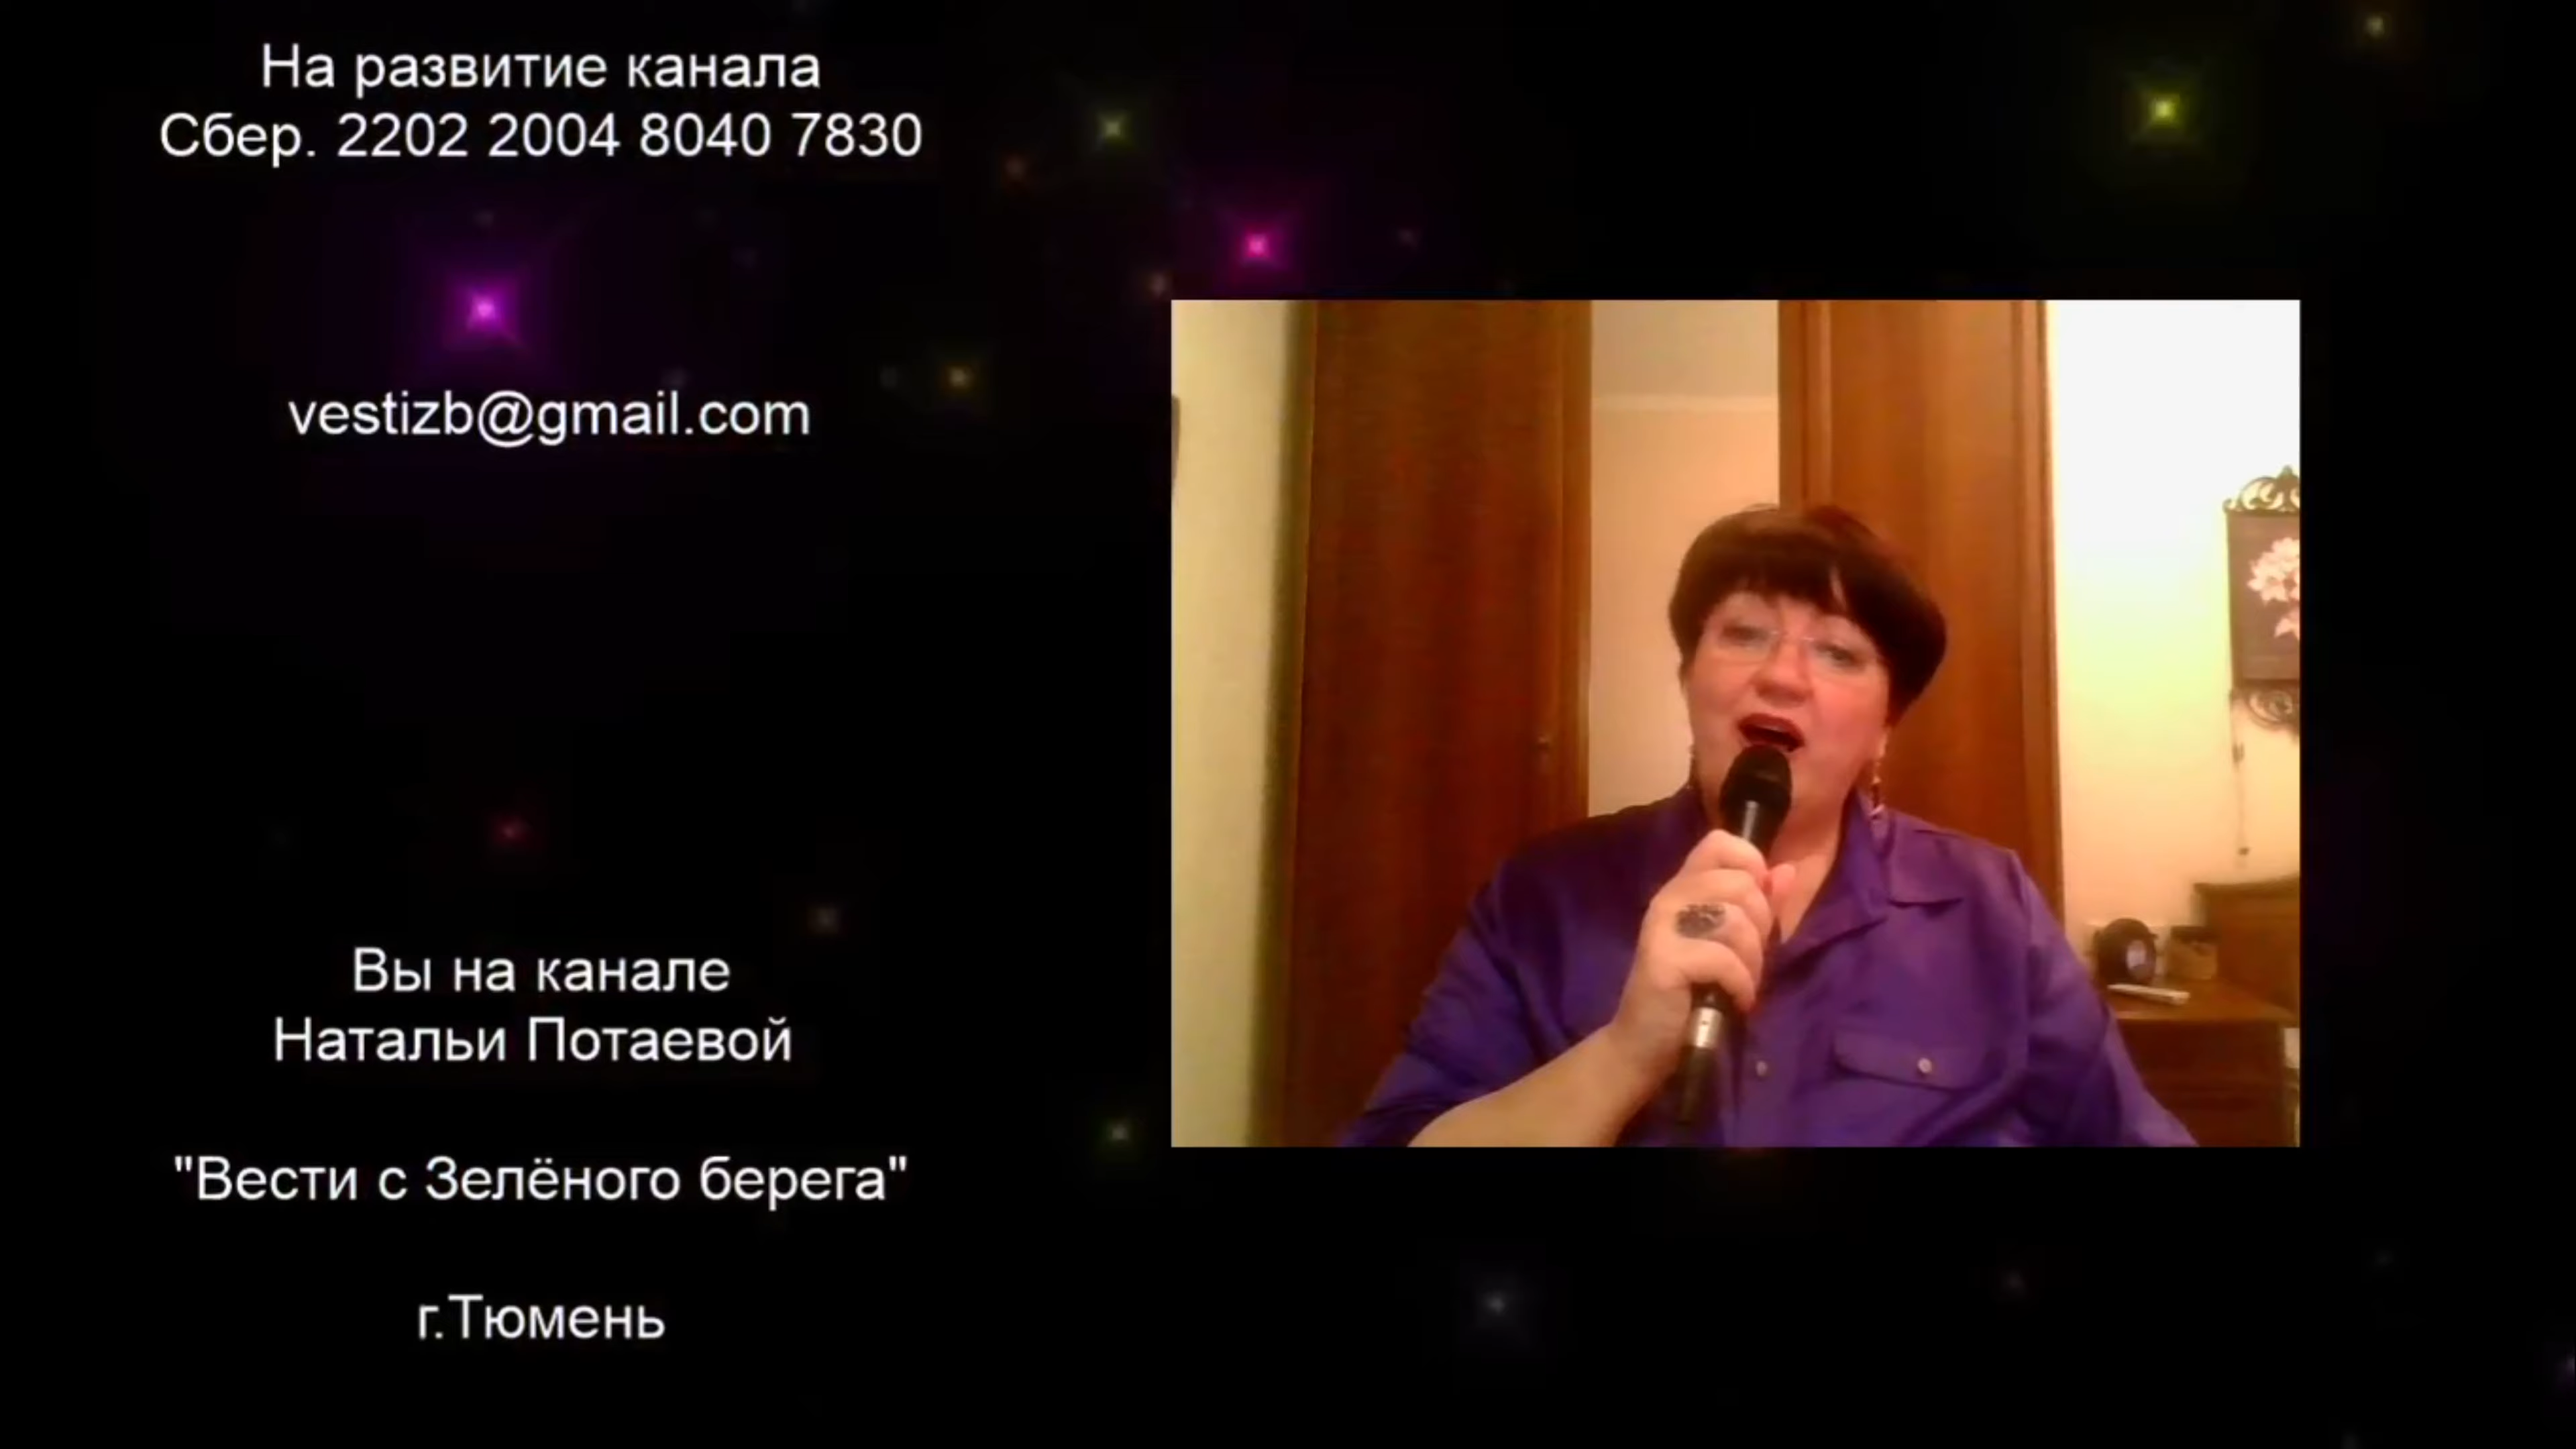 На развитие канала
Сбер. 2202 2004 8040 7830
vestizb@gmail.com
Вы на канале
Натальи Потаевой
"Вести с Зелёного берега"
г.Тюмень